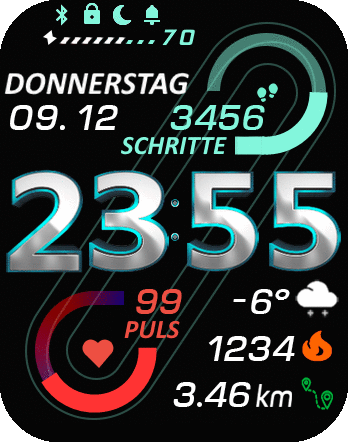 70
DONNERSTAG
09. 12
3456
SCHRITTE
23:55
99
PULS
-6°
1234
3.46 km